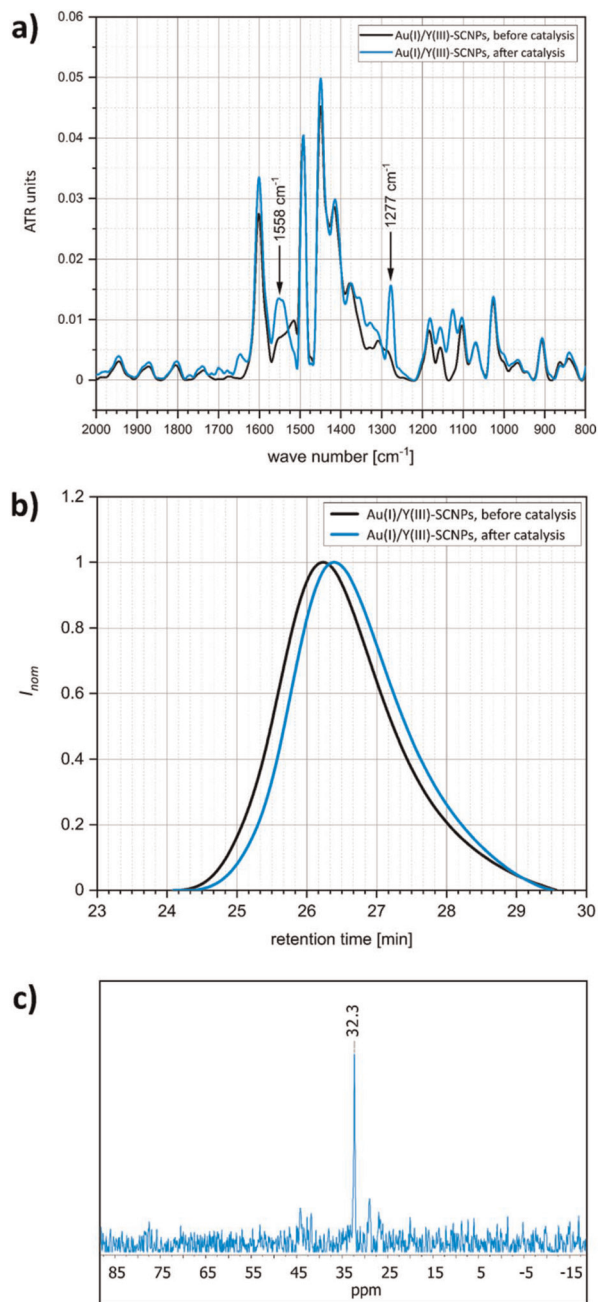 a)
Au(I)/Y(III)-SCNPs, before catalysis
Au(I)/Y(III)-SCNPs, after catalysis
0.06
0.05
0.04
0.03
0.02
0.01
0
ATR units
1558 cm⁻¹
1277 cm⁻¹
2000 1900 1800 1700 1600 1500 1400 1300 1200 1100 1000 900 800
wave number [cm⁻¹]
b)
Au(I)/Y(III)-SCNPs, before catalysis
Au(I)/Y(III)-SCNPs, after catalysis
1.2
1
0.8
0.6
0.4
0.2
0
Inom
23 24 25 26 27 28 29 30
retention time [min]
c)
32.3
85 75 65 55 45 35 25 15 5 -5 -15
ppm